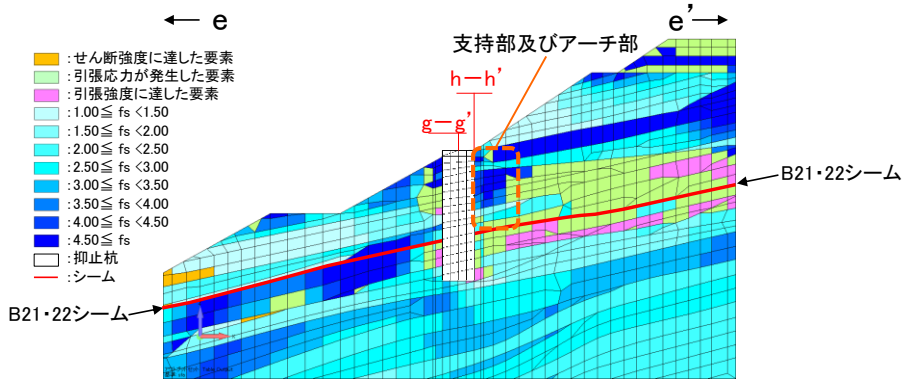 ← e
e’ →
支持部及びアーチ部
h－h’
g－g’
:せん断強度に達した要素
:引張応力が発生した要素
:引張強度に達した要素
:1.00≦ fs <1.50
:1.50≦ fs <2.00
:2.00≦ fs <2.50
:2.50≦ fs <3.00
:3.00≦ fs <3.50
:3.50≦ fs <4.00
:4.00≦ fs <4.50
:4.50≦ fs
:抑止杭
:シーム
B21・22シーム
B21・22シーム